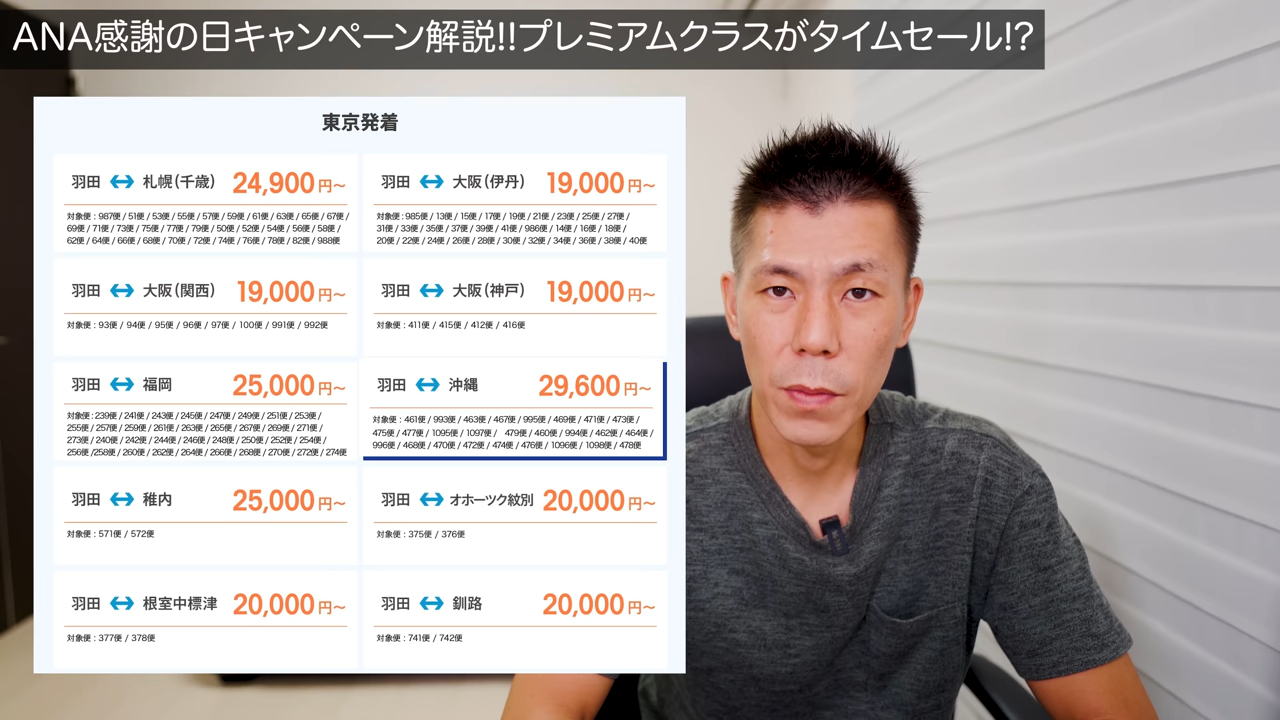 ANA感謝の日キャンペーン解説!!プレミアムクラスがタイムセール!?
東京発着
羽田 ↔ 札幌(千歳) 24,900円～
対象便 : 987便 / 51便 / 53便 / 55便 / 57便 / 59便 / 61便 / 63便 / 65便 / 67便 /
69便 / 71便 / 73便 / 75便 / 77便 / 79便 / 50便 / 52便 / 54便 / 56便 / 58便 /
62便 / 64便 / 66便 / 68便 / 70便 / 72便 / 74便 / 76便 / 78便 / 82便 / 988便
羽田 ↔ 大阪(伊丹) 19,000円～
対象便 : 985便 / 13便 / 15便 / 17便 / 19便 / 21便 / 23便 / 25便 / 27便 /
31便 / 33便 / 35便 / 37便 / 39便 / 41便 / 986便 / 14便 / 16便 / 18便 /
20便 / 22便 / 24便 / 26便 / 28便 / 30便 / 32便 / 34便 / 36便 / 38便 / 40便
羽田 ↔ 大阪(関西) 19,000円～
対象便 : 93便 / 94便 / 95便 / 96便 / 97便 / 100便 / 991便 / 992便
羽田 ↔ 大阪(神戸) 19,000円～
対象便 : 411便 / 415便 / 412便 / 416便
羽田 ↔ 福岡 25,000円～
対象便 : 239便 / 241便 / 243便 / 245便 / 247便 / 249便 / 251便 / 253便 /
255便 / 257便 / 259便 / 261便 / 263便 / 265便 / 267便 / 269便 / 271便 /
273便 / 240便 / 242便 / 244便 / 246便 / 248便 / 250便 / 252便 / 254便 /
256便 /258便 / 260便 / 262便 / 264便 / 266便 / 268便 / 270便 / 272便 / 274便
羽田 ↔ 沖縄 29,600円～
対象便 : 461便 / 993便 / 463便 / 467便 / 995便 / 469便 / 471便 / 473便 /
475便 / 477便 / 1095便 / 1097便 / 479便 / 460便 / 994便 / 462便 / 464便 /
996便 / 468便 / 470便 / 472便 / 474便 / 476便 / 1096便 / 1098便 / 478便
羽田 ↔ 稚内 25,000円～
対象便 : 571便 / 572便
羽田 ↔ オホーツク紋別 20,000円～
対象便 : 375便 / 376便
羽田 ↔ 根室中標津 20,000円～
対象便 : 377便 / 378便
羽田 ↔ 釧路 20,000円～
対象便 : 741便 / 742便